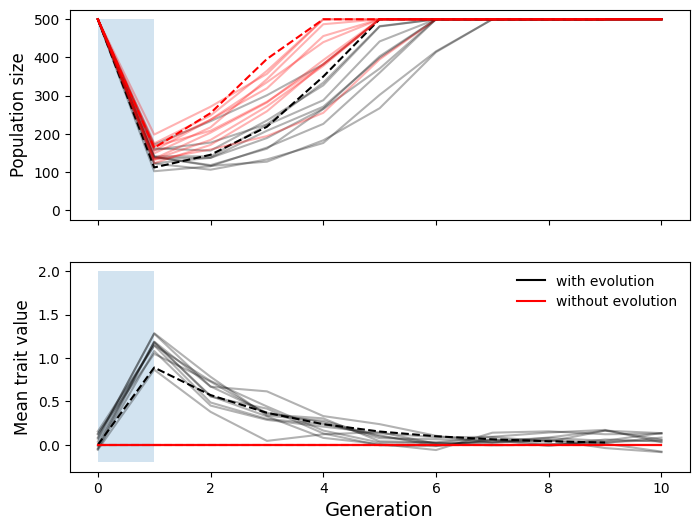 500
400
300
200
100
0
Population size
2.0
1.5
1.0
0.5
0.0
Mean trait value
with evolution
without evolution
0 2 4 6 8 10
Generation